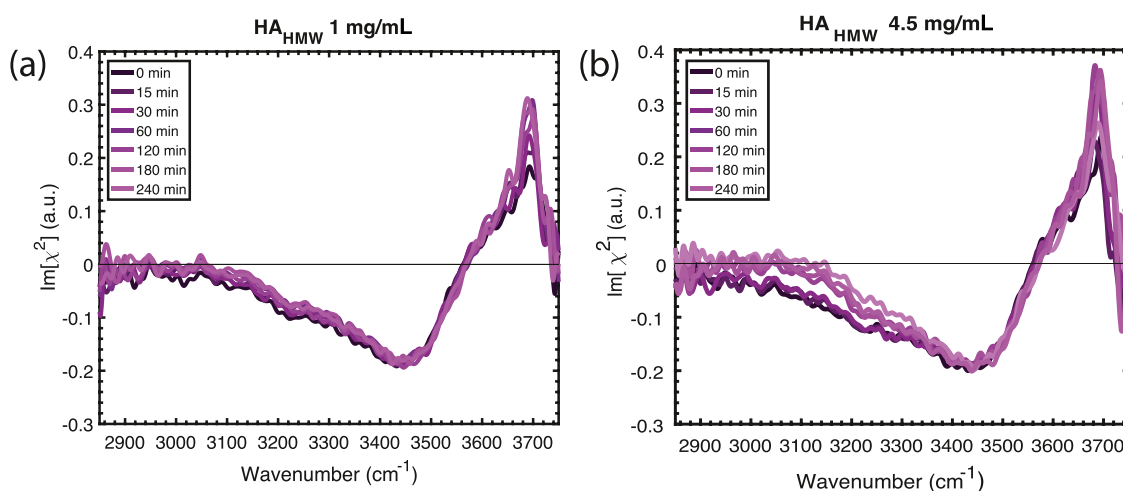 (a)
HA_HMW 1 mg/mL
0 min
15 min
30 min
60 min
120 min
180 min
240 min
0.4
0.3
0.2
0.1
0
-0.1
-0.2
-0.3
Im[χ²] (a.u.)
2900 3000 3100 3200 3300 3400 3500 3600 3700
Wavenumber (cm⁻¹)
(b)
HA_HMW 4.5 mg/mL
0 min
15 min
30 min
60 min
120 min
180 min
240 min
0.4
0.3
0.2
0.1
0
-0.1
-0.2
-0.3
Im[χ²] (a.u.)
2900 3000 3100 3200 3300 3400 3500 3600 3700
Wavenumber (cm⁻¹)